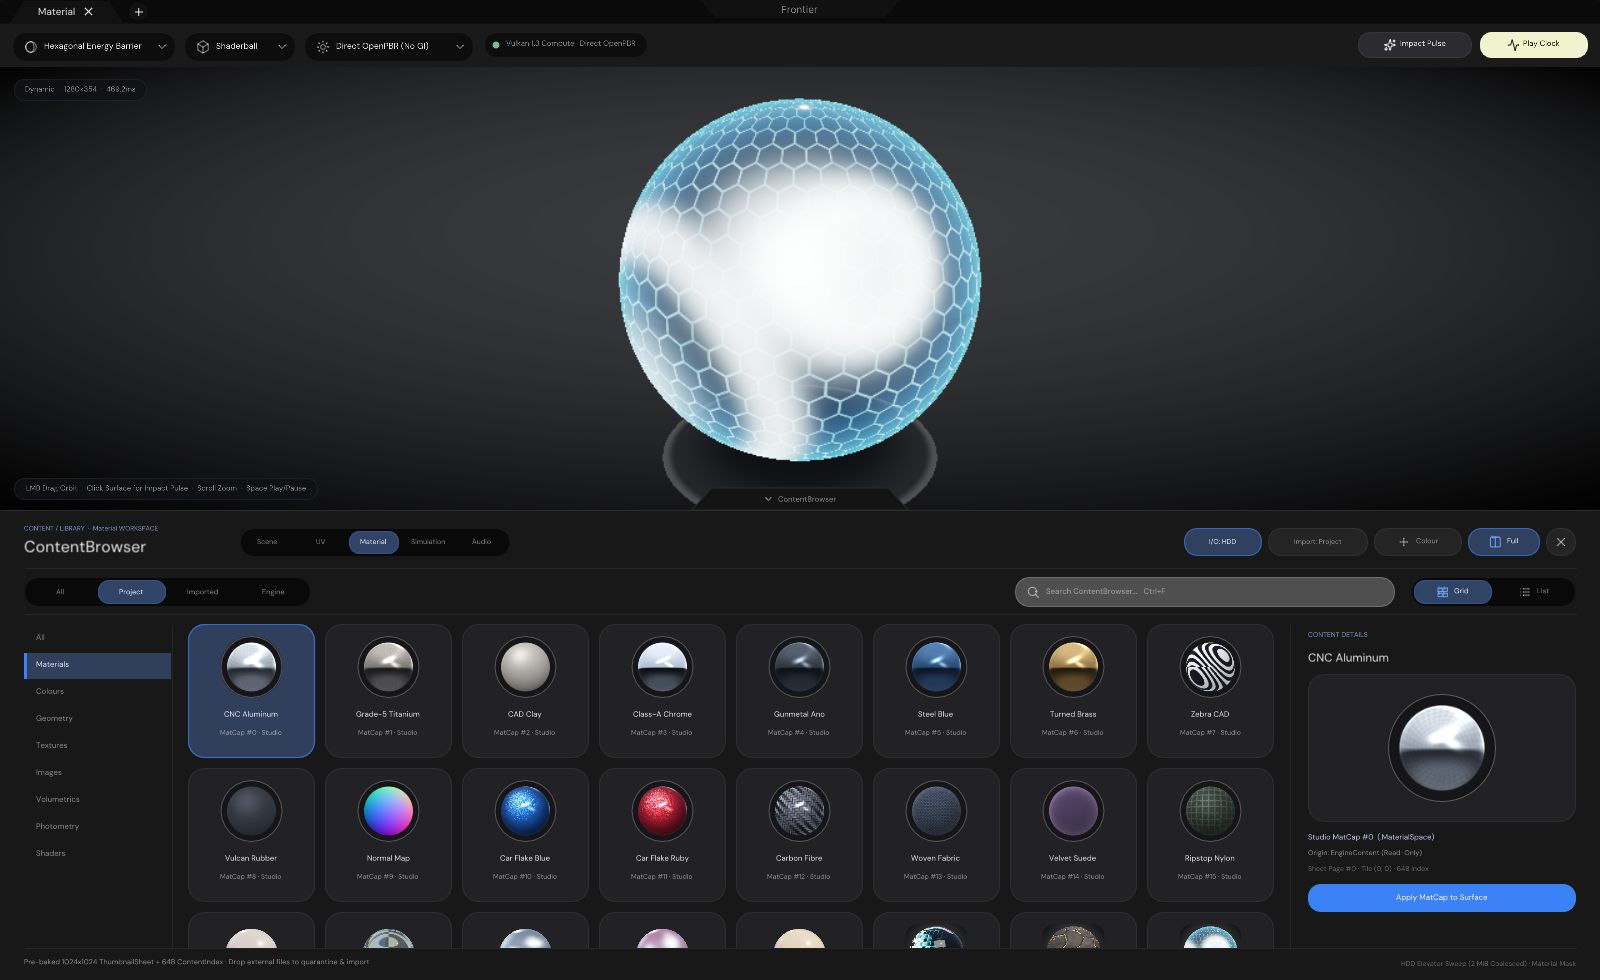 Material
Frontier
Hexagonal Energy Barrier
Shaderball
Direct OpenPBR (No GI)
Vulkan 1.3 Compute · Direct OpenPBR
Impact Pulse
Play Clock
Dynamic · 1280×354 · 469.2ms
LMB Drag Orbit · Click Surface for Impact Pulse · Scroll Zoom · Space Play/Pause
ContentBrowser
CONTENT / LIBRARY · Material WORKSPACE
ContentBrowser
Scene
UV
Material
Simulation
Audio
I/O: HDD
Import: Project
Colour
Full
All
Project
Imported
Engine
Search ContentBrowser... Ctrl+F
Grid
List
All
Materials
Colours
Geometry
Textures
Images
Volumetrics
Photometry
Shaders
CNC Aluminum
MatCap #0 · Studio
Grade-5 Titanium
MatCap #1 · Studio
CAD Clay
MatCap #2 · Studio
Class-A Chrome
MatCap #3 · Studio
Gunmetal Ano
MatCap #4 · Studio
Steel Blue
MatCap #5 · Studio
Turned Brass
MatCap #6 · Studio
Zebra CAD
MatCap #7 · Studio
Vulcan Rubber
MatCap #8 · Studio
Normal Map
MatCap #9 · Studio
Car Flake Blue
MatCap #10 · Studio
Car Flake Ruby
MatCap #11 · Studio
Carbon Fibre
MatCap #12 · Studio
Woven Fabric
MatCap #13 · Studio
Velvet Suede
MatCap #14 · Studio
Ripstop Nylon
MatCap #15 · Studio
CONTENT DETAILS
CNC Aluminum
Studio MatCap #0 (.MaterialSpace)
Origin: EngineContent (Read-Only)
Sheet Page #0 · Tile (0, 0) · 64B Index
Apply MatCap to Surface
Pre-baked 1024x1024 ThumbnailSheet + 64B ContentIndex · Drop external files to quarantine & import
HDD Elevator Sweep (2 MiB Coalesced) · Material Mask